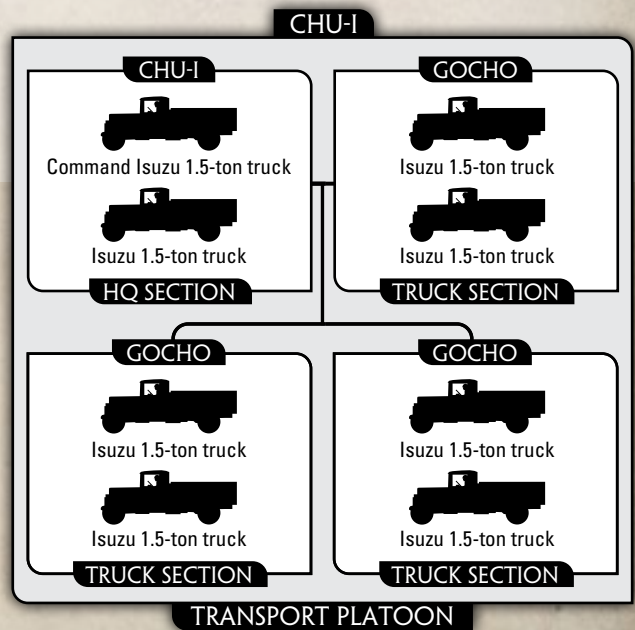 CHU-I
CHU-I
Command Isuzu 1.5-ton truck
Isuzu 1.5-ton truck
HQ SECTION
GOCHO
Isuzu 1.5-ton truck
Isuzu 1.5-ton truck
TRUCK SECTION
GOCHO
Isuzu 1.5-ton truck
Isuzu 1.5-ton truck
TRUCK SECTION
GOCHO
Isuzu 1.5-ton truck
Isuzu 1.5-ton truck
TRUCK SECTION
TRANSPORT PLATOON